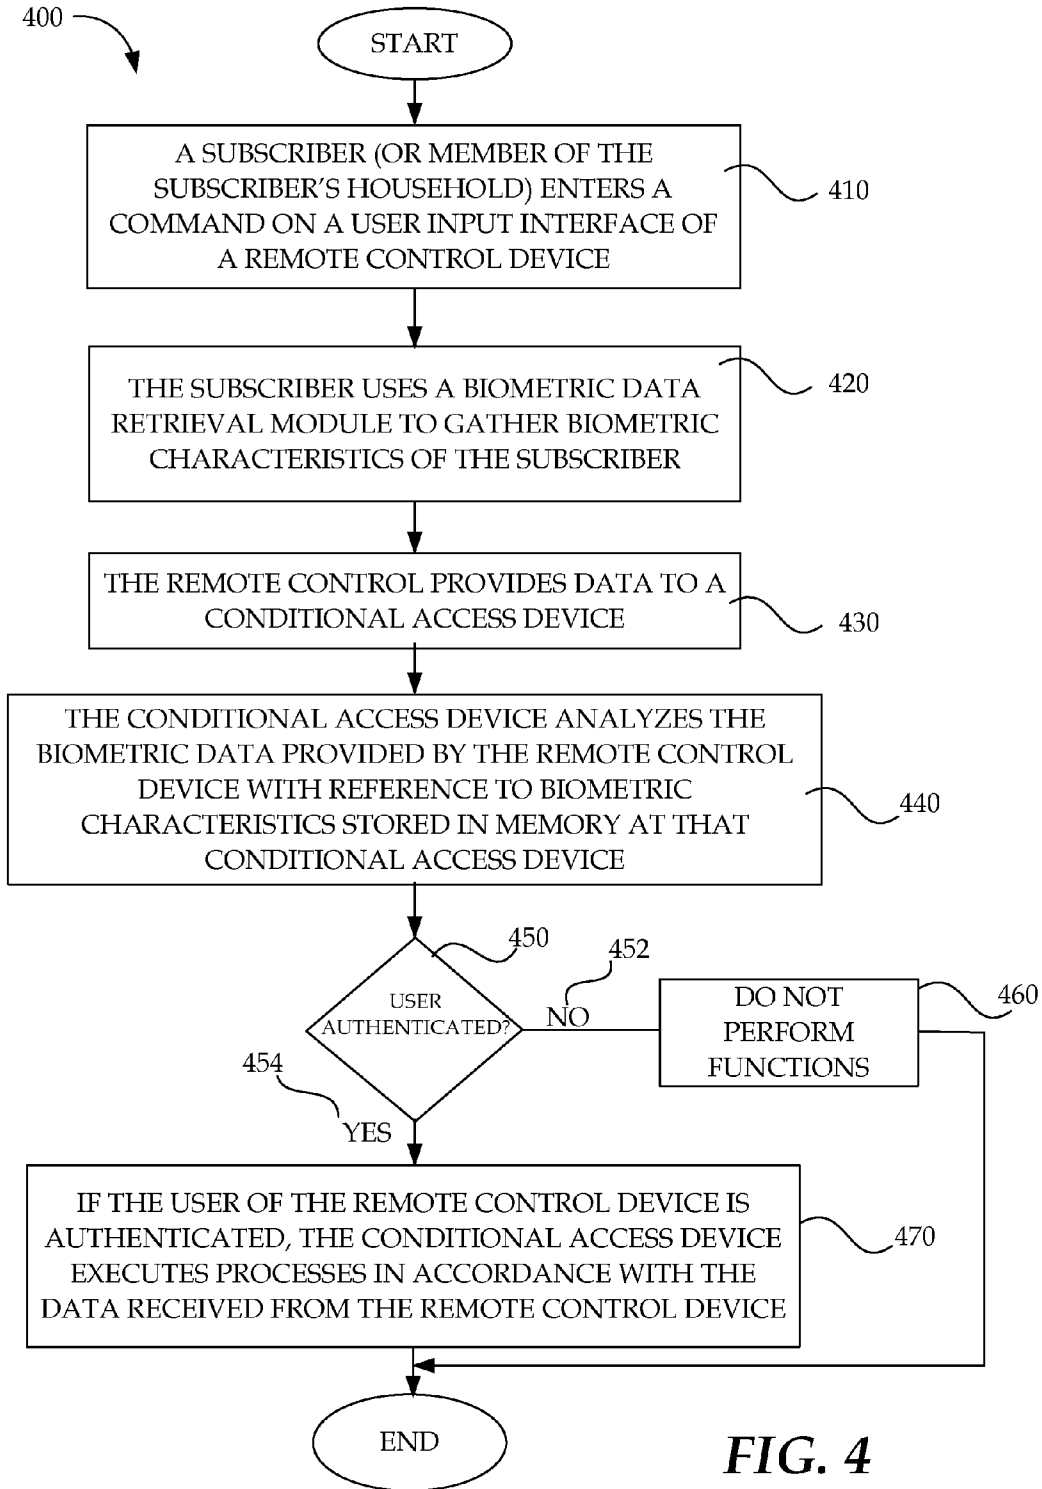 400
START
A SUBSCRIBER (OR MEMBER OF THE
SUBSCRIBER'S HOUSEHOLD) ENTERS A
COMMAND ON A USER INPUT INTERFACE OF
A REMOTE CONTROL DEVICE
410
THE SUBSCRIBER USES A BIOMETRIC DATA
RETRIEVAL MODULE TO GATHER BIOMETRIC
CHARACTERISTICS OF THE SUBSCRIBER
420
THE REMOTE CONTROL PROVIDES DATA TO A
CONDITIONAL ACCESS DEVICE
430
THE CONDITIONAL ACCESS DEVICE ANALYZES THE
BIOMETRIC DATA PROVIDED BY THE REMOTE CONTROL
DEVICE WITH REFERENCE TO BIOMETRIC
CHARACTERISTICS STORED IN MEMORY AT THAT
CONDITIONAL ACCESS DEVICE
440
450
USER
AUTHENTICATED?
452
NO
DO NOT
PERFORM
FUNCTIONS
460
454
YES
IF THE USER OF THE REMOTE CONTROL DEVICE IS
AUTHENTICATED, THE CONDITIONAL ACCESS DEVICE
EXECUTES PROCESSES IN ACCORDANCE WITH THE
DATA RECEIVED FROM THE REMOTE CONTROL DEVICE
470
END
FIG. 4